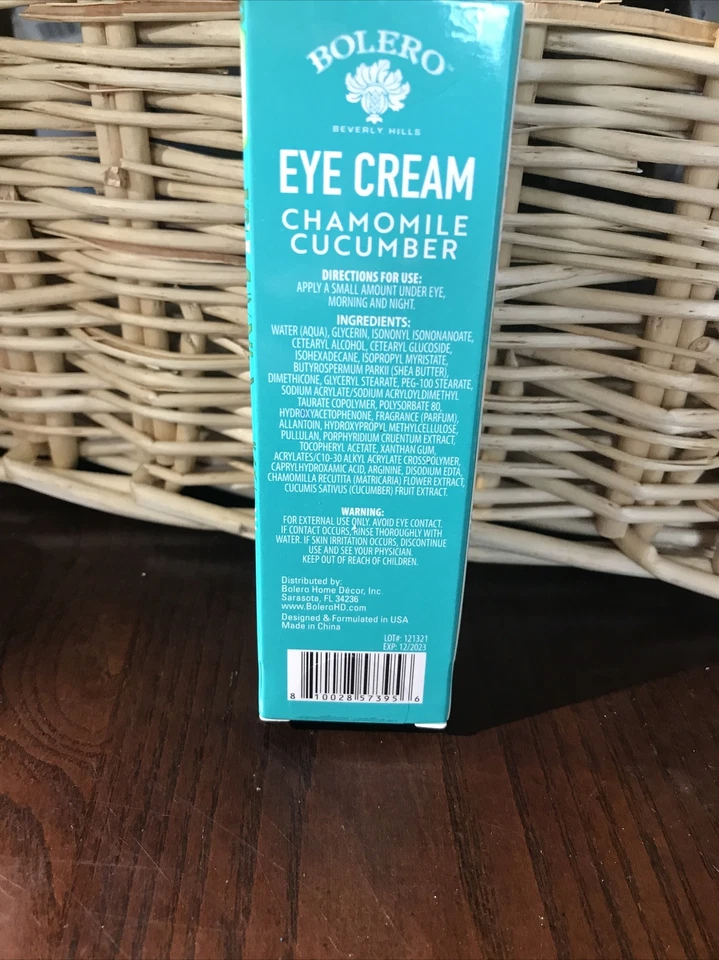 BOLERO™
BEVERLY HILLS
EYE CREAM
CHAMOMILE
CUCUMBER
DIRECTIONS FOR USE:
APPLY A SMALL AMOUNT UNDER EYE,
MORNING AND NIGHT.
INGREDIENTS:
WATER (AQUA), GLYCERIN, ISONONYL ISONONANOATE,
CETEARYL ALCOHOL, CETEARYL GLUCOSIDE,
ISOHEXADECANE, ISOPROPYL MYRISTATE,
BUTYROSPERMUM PARKII (SHEA BUTTER),
DIMETHICONE, GLYCERYL STEARATE, PEG-100 STEARATE,
SODIUM ACRYLATE/SODIUM ACRYLOYLDIMETHYL
TAURATE COPOLYMER, POLYSORBATE 80,
HYDROXYACETOPHENONE, FRAGRANCE (PARFUM),
ALLANTOIN, HYDROXYPROPYL METHYLCELLULOSE,
PULLULAN, PORPHYRIDIUM CRUENTUM EXTRACT,
TOCOPHERYL ACETATE, XANTHAN GUM,
ACRYLATES/C10-30 ALKYL ACRYLATE CROSSPOLYMER,
CAPRYLHYDROXAMIC ACID, ARGININE, DISODIUM EDTA,
CHAMOMILLA RECUTITA (MATRICARIA) FLOWER EXTRACT,
CUCUMIS SATIVUS (CUCUMBER) FRUIT EXTRACT.
WARNING:
FOR EXTERNAL USE ONLY. AVOID EYE CONTACT.
IF CONTACT OCCURS, RINSE THOROUGHLY WITH
WATER. IF SKIN IRRITATION OCCURS, DISCONTINUE
USE AND SEE YOUR PHYSICIAN.
KEEP OUT OF REACH OF CHILDREN.
Distributed by:
Bolero Home Décor, Inc.
Sarasota, FL 34236
www.BoleroHD.com
Designed & Formulated in USA
Made in China
LOT#: 121321
EXP: 12/2023
8 10028 57395 6